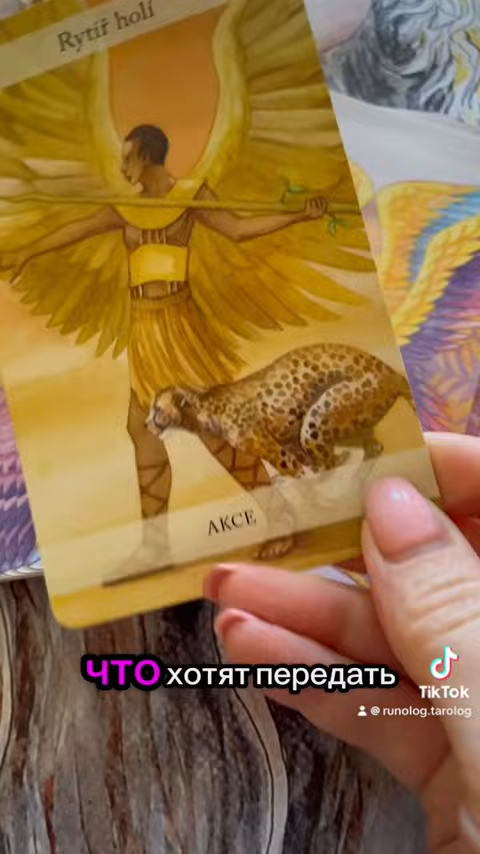 Rytíř holí
AKCE
ЧТО хотят передать
TikTok
@ runolog.tarolog